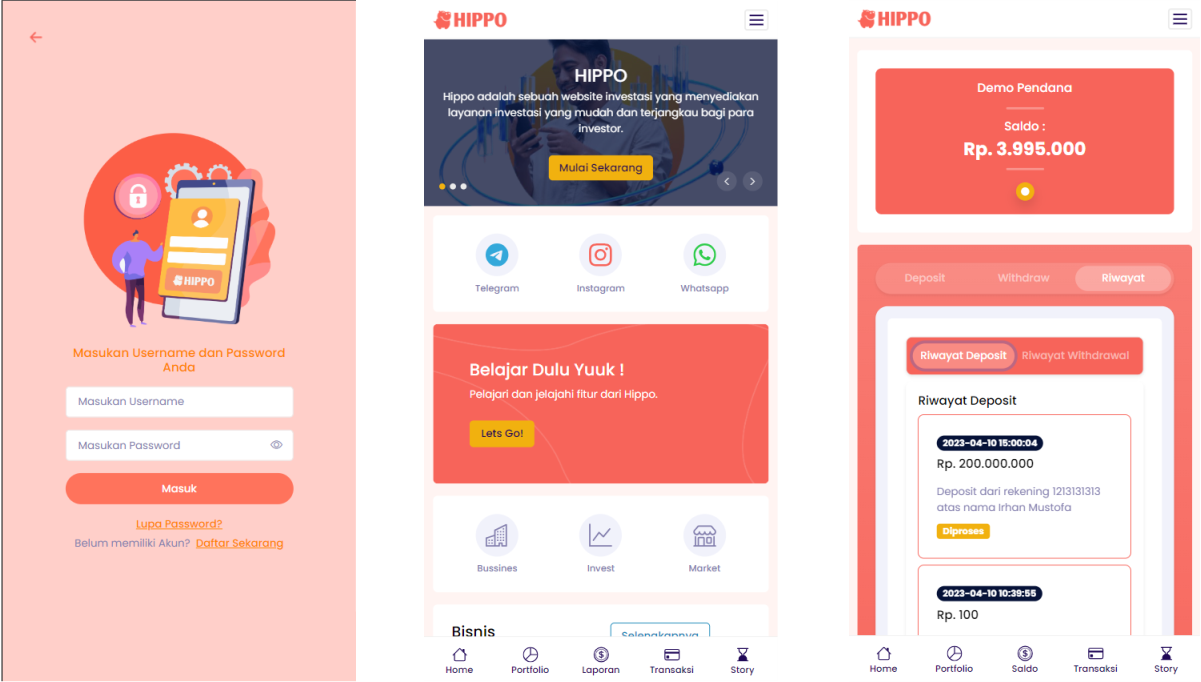 HIPPO
Masukan Username dan Password
Anda
Masukan Username
Masukan Password
Masuk
Lupa Password?
Belum memiliki Akun? Daftar Sekarang
HIPPO
HIPPO
Hippo adalah sebuah website investasi yang menyediakan
layanan investasi yang mudah dan terjangkau bagi para
investor.
Mulai Sekarang
Telegram
Instagram
Whatsapp
Belajar Dulu Yuuk !
Pelajari dan jelajahi fitur dari Hippo.
Lets Go!
Bussines
Invest
Market
Bisnis
Selengkapnya
Home
Portfolio
Laporan
Transaksi
Story
HIPPO
Demo Pendana
Saldo :
Rp. 3.995.000
Deposit
Withdraw
Riwayat
Riwayat Deposit
Riwayat Withdrawal
Riwayat Deposit
2023-04-10 15:00:04
Rp. 200.000.000
Deposit dari rekening 1213131313
atas nama Irhan Mustofa
Diproses
2023-04-10 10:39:55
Rp. 100
Home
Portfolio
Saldo
Transaksi
Story